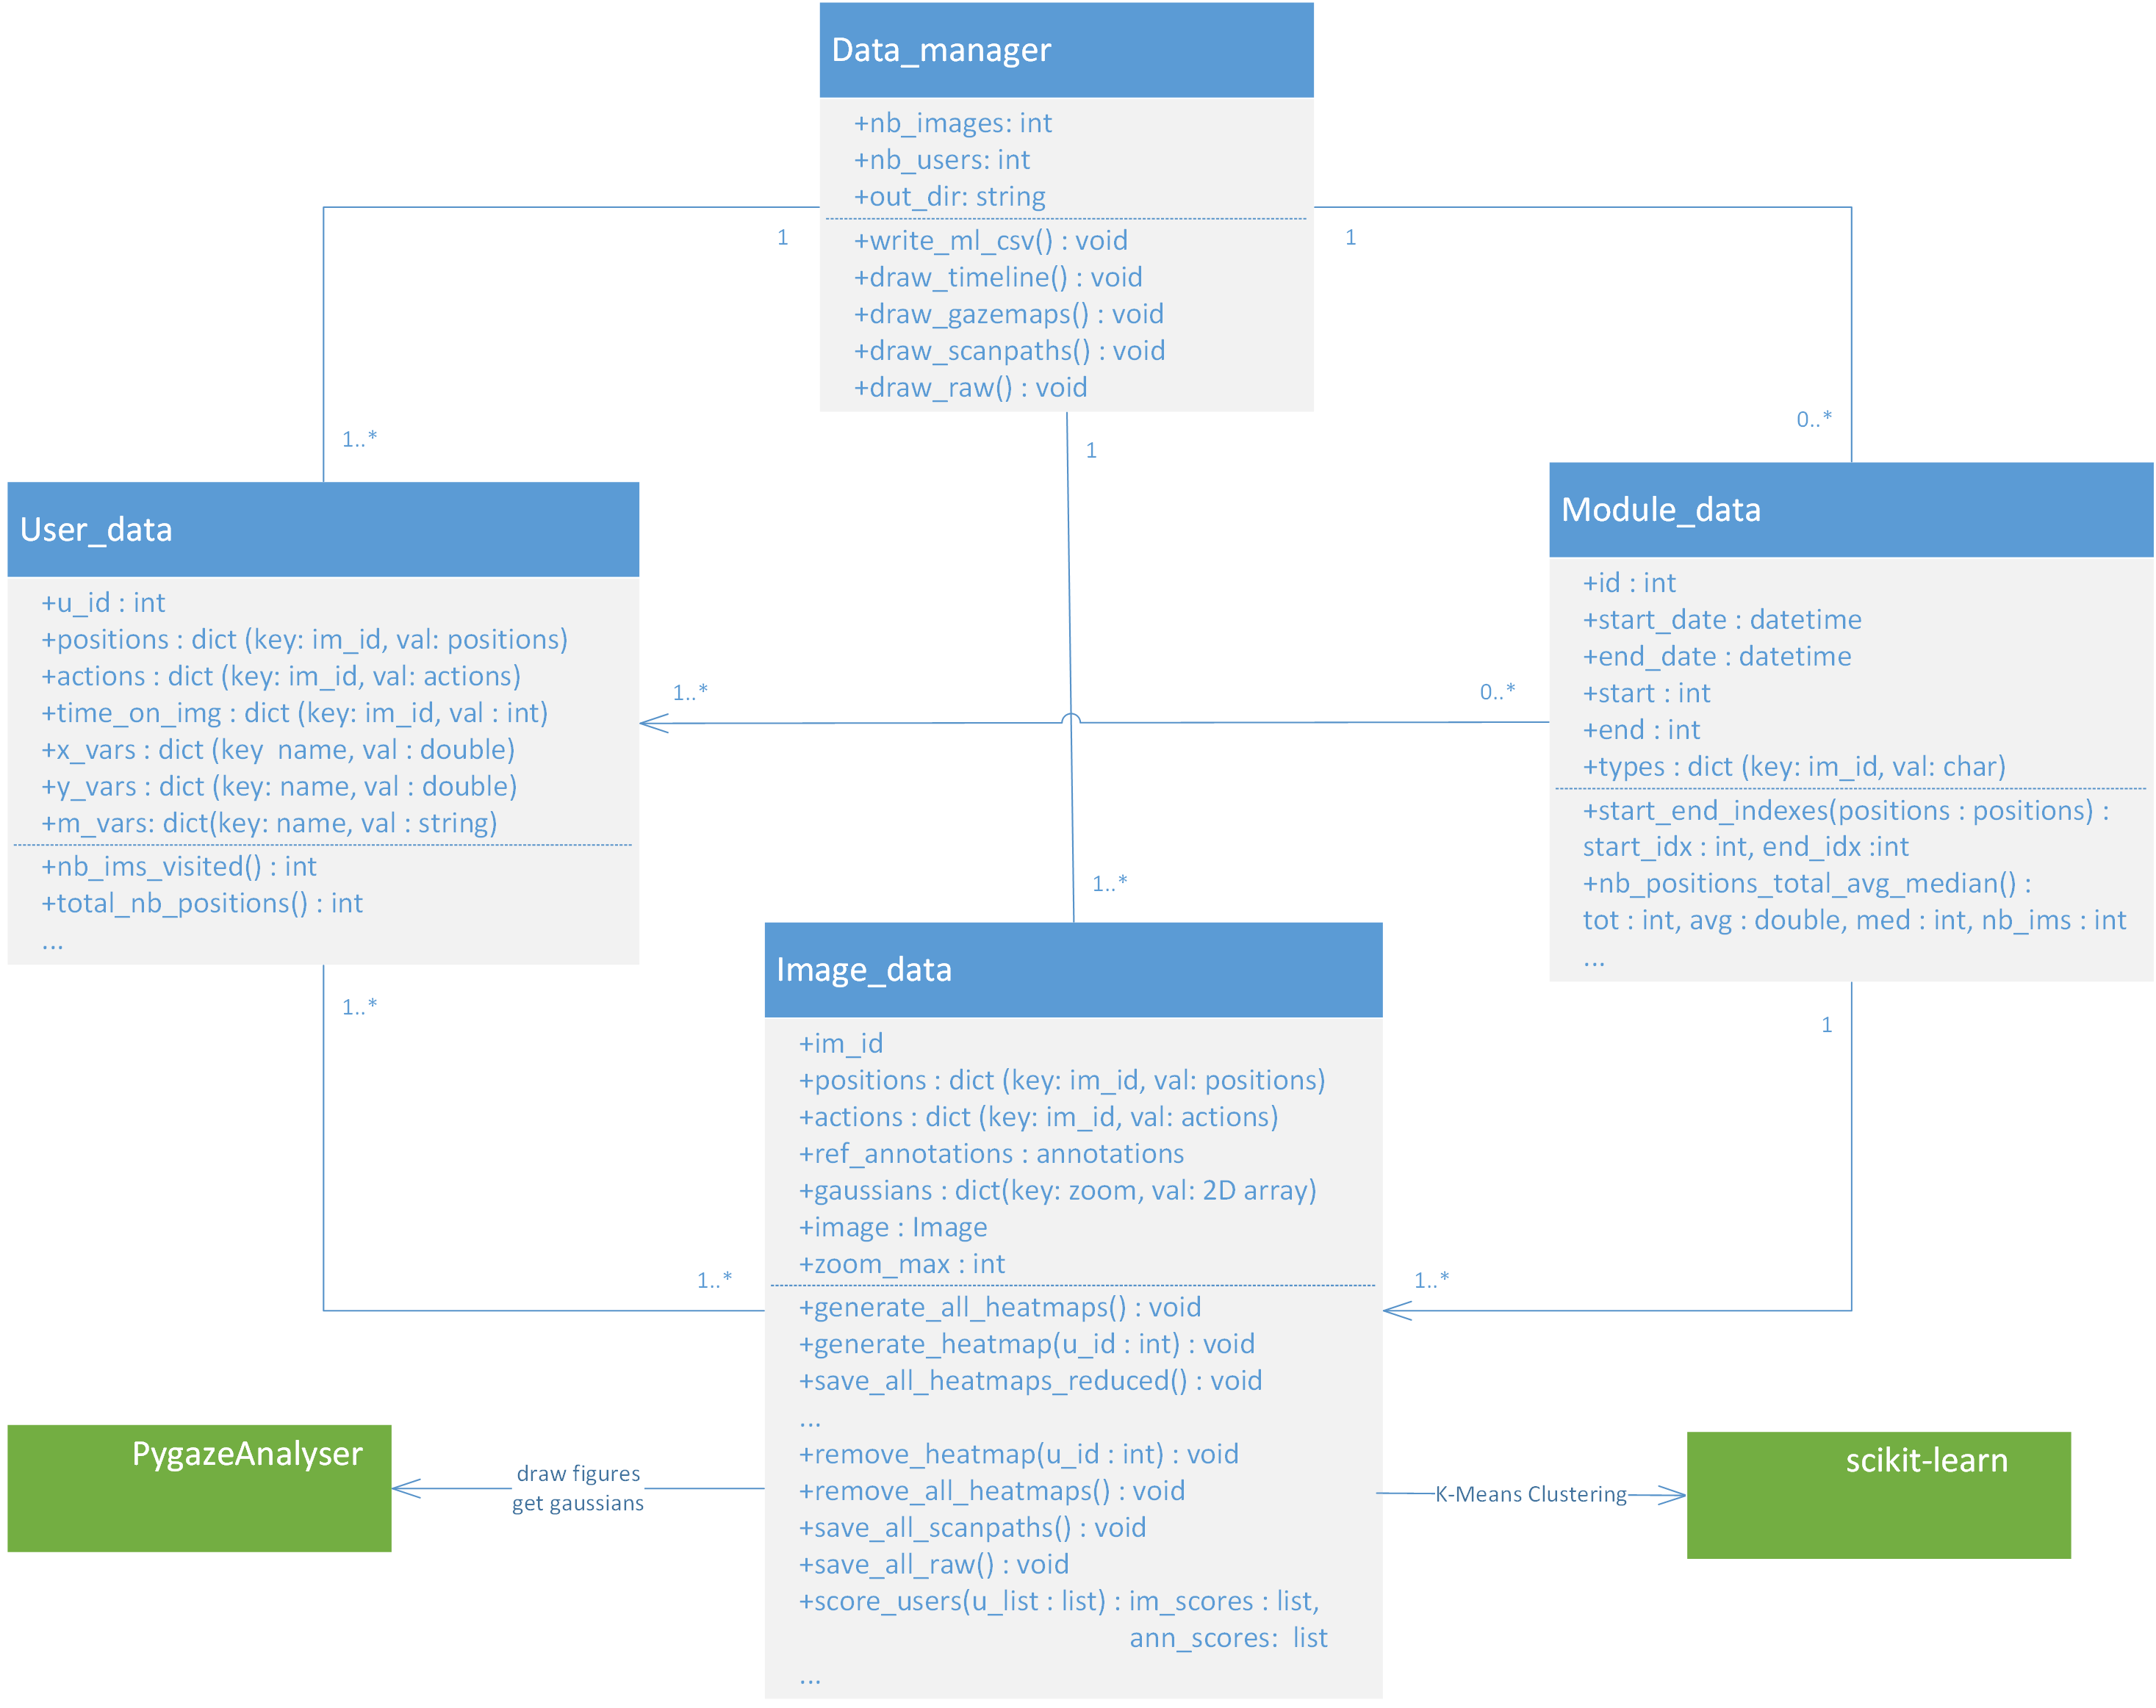 Data_manager
+nb_images: int
+nb_users: int
+out_dir: string
+write_ml_csv() : void
+draw_timeline() : void
+draw_gazemaps() : void
+draw_scanpaths() : void
+draw_raw() : void
1
1
1
1..*
0..*
User_data
+u_id : int
+positions : dict (key: im_id, val: positions)
+actions : dict (key: im_id, val: actions)
+time_on_img : dict (key: im_id, val : int)
+x_vars : dict (key  name, val : double)
+y_vars : dict (key: name, val : double)
+m_vars: dict(key: name, val : string)
+nb_ims_visited() : int
+total_nb_positions() : int
...
1..*
0..*
Module_data
+id : int
+start_date : datetime
+end_date : datetime
+start : int
+end : int
+types : dict (key: im_id, val: char)
+start_end_indexes(positions : positions) :
start_idx : int, end_idx :int
+nb_positions_total_avg_median() :
tot : int, avg : double, med : int, nb_ims : int
...
1..*
1..*
1
Image_data
+im_id
+positions : dict (key: im_id, val: positions)
+actions : dict (key: im_id, val: actions)
+ref_annotations : annotations
+gaussians : dict(key: zoom, val: 2D array)
+image : Image
+zoom_max : int
+generate_all_heatmaps() : void
+generate_heatmap(u_id : int) : void
+save_all_heatmaps_reduced() : void
...
+remove_heatmap(u_id : int) : void
+remove_all_heatmaps() : void
+save_all_scanpaths() : void
+save_all_raw() : void
+score_users(u_list : list) : im_scores : list,
ann_scores:  list
...
1..*
1..*
PygazeAnalyser
draw figures
get gaussians
K-Means Clustering
scikit-learn